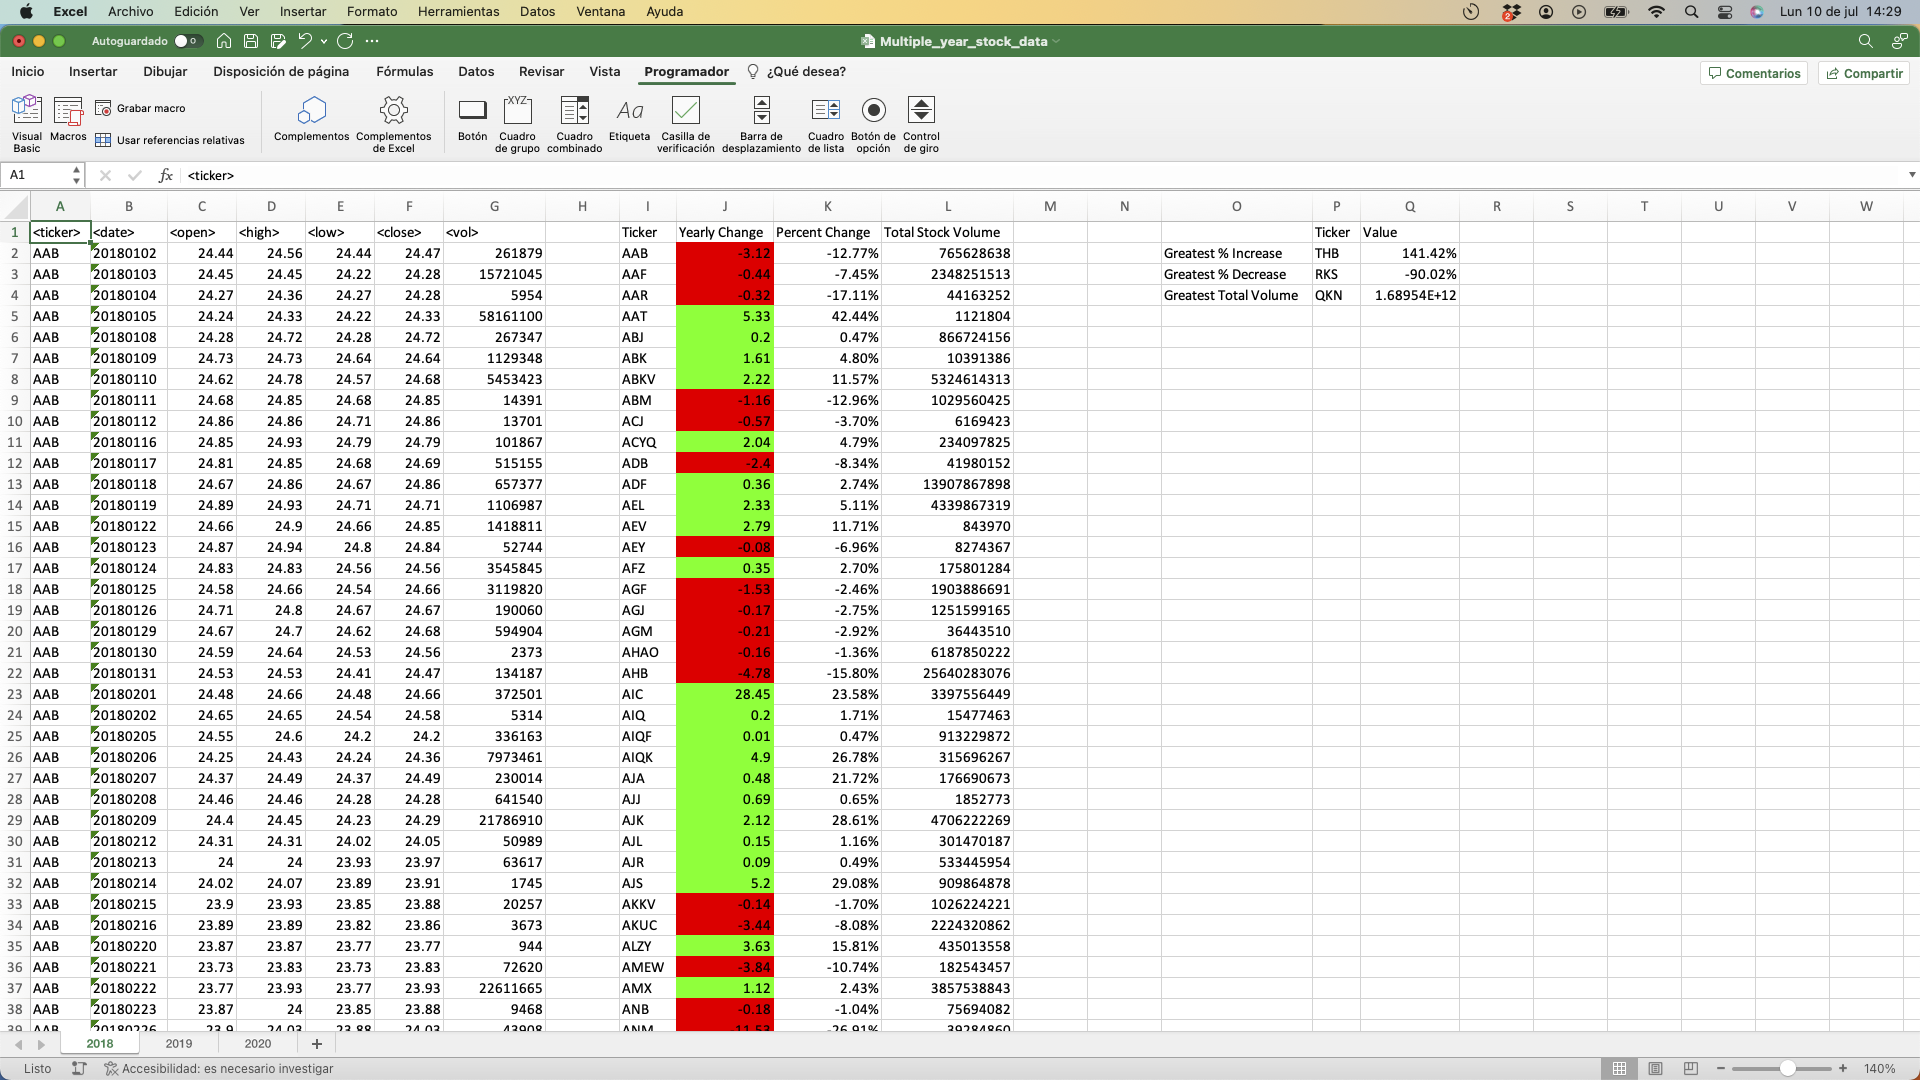 Excel Archivo Edición Ver Insertar Formato Herramientas Datos Ventana Ayuda 2 Lun 10 de jul 14:29
Autoguardado Multiple_year_stock_data
Inicio Insertar Dibujar Disposición de página Fórmulas Datos Revisar Vista Programador ¿Qué desea? Comentarios Compartir
Visual Basic Macros Grabar macro Usar referencias relativas Complementos Complementos de Excel Botón XYZ Cuadro de grupo Cuadro combinado Aa Etiqueta Casilla de verificación Barra de desplazamiento Cuadro de lista Botón de opción Control de giro
A1 fx <ticker>
A B C D E F G H I J K L M N O P Q R S T U V W
1 <ticker> <date> <open> <high> <low> <close> <vol> Ticker Yearly Change Percent Change Total Stock Volume Ticker Value
2 AAB 20180102 24.44 24.56 24.44 24.47 261879 AAB -3.12 -12.77% 765628638 Greatest % Increase THB 141.42%
3 AAB 20180103 24.45 24.45 24.22 24.28 15721045 AAF -0.44 -7.45% 2348251513 Greatest % Decrease RKS -90.02%
4 AAB 20180104 24.27 24.36 24.27 24.28 5954 AAR -0.32 -17.11% 44163252 Greatest Total Volume QKN 1.68954E+12
5 AAB 20180105 24.24 24.33 24.22 24.33 58161100 AAT 5.33 42.44% 1121804
6 AAB 20180108 24.28 24.72 24.28 24.72 267347 ABJ 0.2 0.47% 866724156
7 AAB 20180109 24.73 24.73 24.64 24.64 1129348 ABK 1.61 4.80% 10391386
8 AAB 20180110 24.62 24.78 24.57 24.68 5453423 ABKV 2.22 11.57% 5324614313
9 AAB 20180111 24.68 24.85 24.68 24.85 14391 ABM -1.16 -12.96% 1029560425
10 AAB 20180112 24.86 24.86 24.71 24.86 13701 ACJ -0.57 -3.70% 6169423
11 AAB 20180116 24.85 24.93 24.79 24.79 101867 ACYQ 2.04 4.79% 234097825
12 AAB 20180117 24.81 24.85 24.68 24.69 515155 ADB -2.4 -8.34% 41980152
13 AAB 20180118 24.67 24.86 24.67 24.86 657377 ADF 0.36 2.74% 13907867898
14 AAB 20180119 24.89 24.93 24.71 24.71 1106987 AEL 2.33 5.11% 4339867319
15 AAB 20180122 24.66 24.9 24.66 24.85 1418811 AEV 2.79 11.71% 843970
16 AAB 20180123 24.87 24.94 24.8 24.84 52744 AEY -0.08 -6.96% 8274367
17 AAB 20180124 24.83 24.83 24.56 24.56 3545845 AFZ 0.35 2.70% 175801284
18 AAB 20180125 24.58 24.66 24.54 24.66 3119820 AGF -1.53 -2.46% 1903886691
19 AAB 20180126 24.71 24.8 24.67 24.67 190060 AGJ -0.17 -2.75% 1251599165
20 AAB 20180129 24.67 24.7 24.62 24.68 594904 AGM -0.21 -2.92% 36443510
21 AAB 20180130 24.59 24.64 24.53 24.56 2373 AHAO -0.16 -1.36% 6187850222
22 AAB 20180131 24.53 24.53 24.41 24.47 134187 AHB -4.78 -15.80% 25640283076
23 AAB 20180201 24.48 24.66 24.48 24.66 372501 AIC 28.45 23.58% 3397556449
24 AAB 20180202 24.65 24.65 24.54 24.58 5314 AIQ 0.2 1.71% 15477463
25 AAB 20180205 24.55 24.6 24.2 24.2 336163 AIQF 0.01 0.47% 913229872
26 AAB 20180206 24.25 24.43 24.24 24.36 7973461 AIQK 4.9 26.78% 315696267
27 AAB 20180207 24.37 24.49 24.37 24.49 230014 AJA 0.48 21.72% 176690673
28 AAB 20180208 24.46 24.46 24.28 24.28 641540 AJJ 0.69 0.65% 1852773
29 AAB 20180209 24.4 24.45 24.23 24.29 21786910 AJK 2.12 28.61% 4706222269
30 AAB 20180212 24.31 24.31 24.02 24.05 50989 AJL 0.15 1.16% 301470187
31 AAB 20180213 24 24 23.93 23.97 63617 AJR 0.09 0.49% 533445954
32 AAB 20180214 24.02 24.07 23.89 23.91 1745 AJS 5.2 29.08% 909864878
33 AAB 20180215 23.9 23.93 23.85 23.88 20257 AKKV -0.14 -1.70% 1026224221
34 AAB 20180216 23.89 23.89 23.82 23.86 3673 AKUC -3.44 -8.08% 2224320862
35 AAB 20180220 23.87 23.87 23.77 23.77 944 ALZY 3.63 15.81% 435013558
36 AAB 20180221 23.73 23.83 23.73 23.83 72620 AMEW -3.84 -10.74% 182543457
37 AAB 20180222 23.77 23.93 23.77 23.93 22611665 AMX 1.12 2.43% 3857538843
38 AAB 20180223 23.87 24 23.85 23.88 9468 ANB -0.18 -1.04% 75694082
39 AAB 20180226 23.9 24.03 23.88 24.03 43908 ANM 11.53 -26.91% 39284860
2018 2019 2020 +
Listo Accesibilidad: es necesario investigar − + 140%